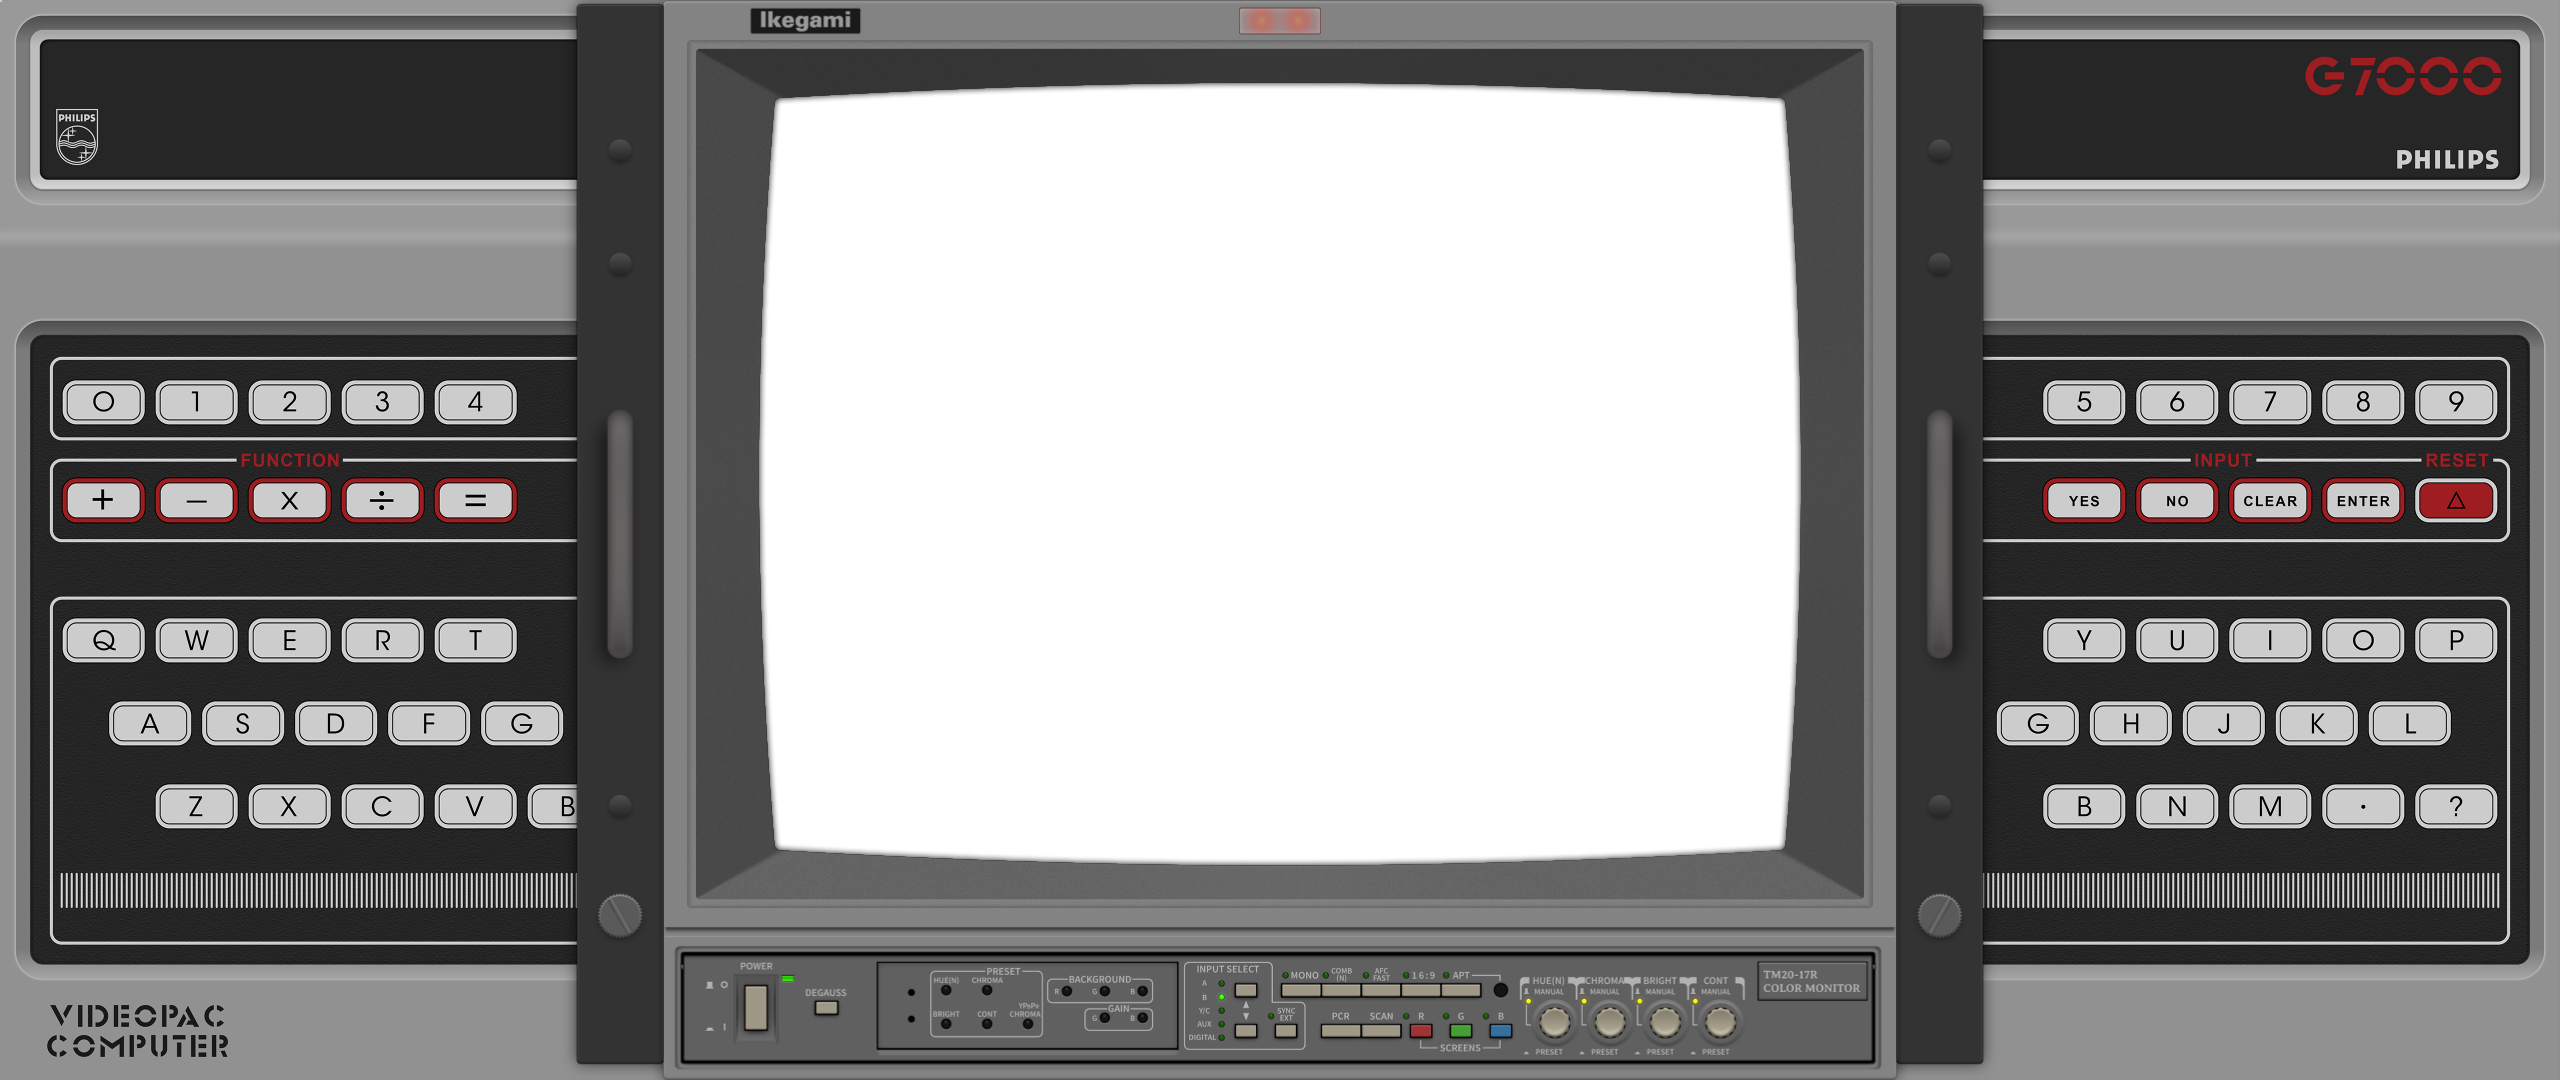 Ikegami
G7000
PHILIPS
PHILIPS
0 1 2 3 4
5 6 7 8 9
FUNCTION
INPUT
RESET
+ − X ÷ =
YES NO CLEAR ENTER △
Q W E R T
Y U I O P
A S D F G
G H J K L
Z X C V B
B N M · ?
VIDEOPAC
COMPUTER
POWER
DEGAUSS
PRESET
HUE(N) CHROMA
BRIGHT CONT YPBPR CHROMA
BACKGROUND
R G B
GAIN
G B
INPUT SELECT
A
B
Y/C
AUX
DIGITAL
SYNC
EXT
MONO COMB (N) AFC FAST 16:9 APT
PCR SCAN R G B
SCREENS
HUE(N) CHROMA BRIGHT CONT
MANUAL MANUAL MANUAL MANUAL
PRESET PRESET PRESET PRESET
TM20-17R
COLOR MONITOR